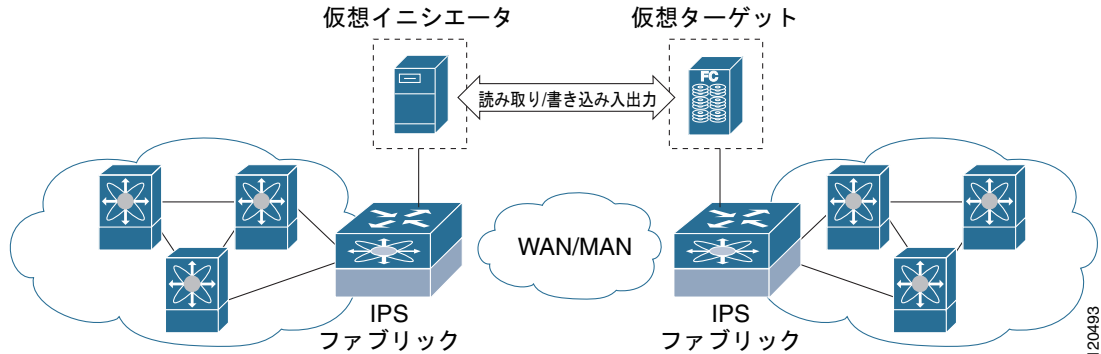 仮想イニシエータ
仮想ターゲット
FC
読み取り/書き込み入出力
WAN/MAN
IPS
ファブリック
IPS
ファブリック
120493